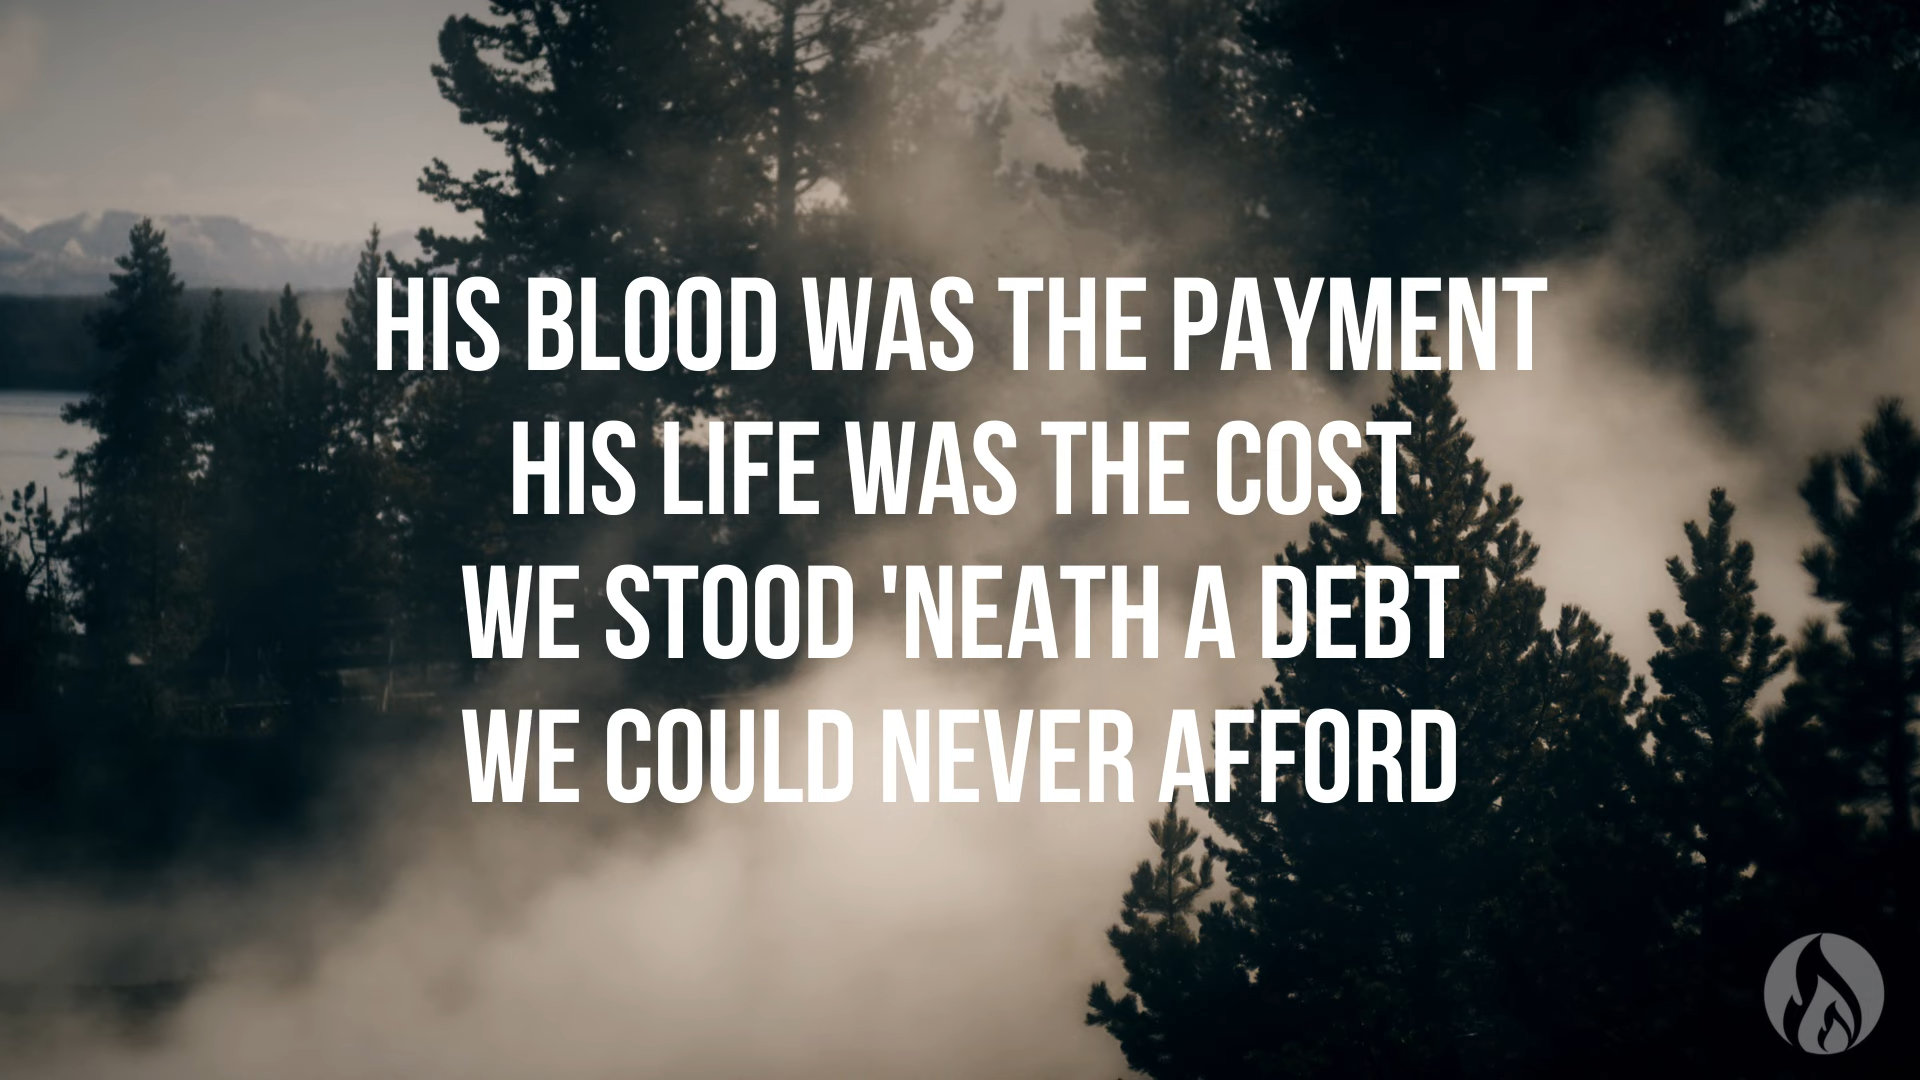 HIS BLOOD WAS THE PAYMENT
HIS LIFE WAS THE COST
WE STOOD 'NEATH A DEBT
WE COULD NEVER AFFORD